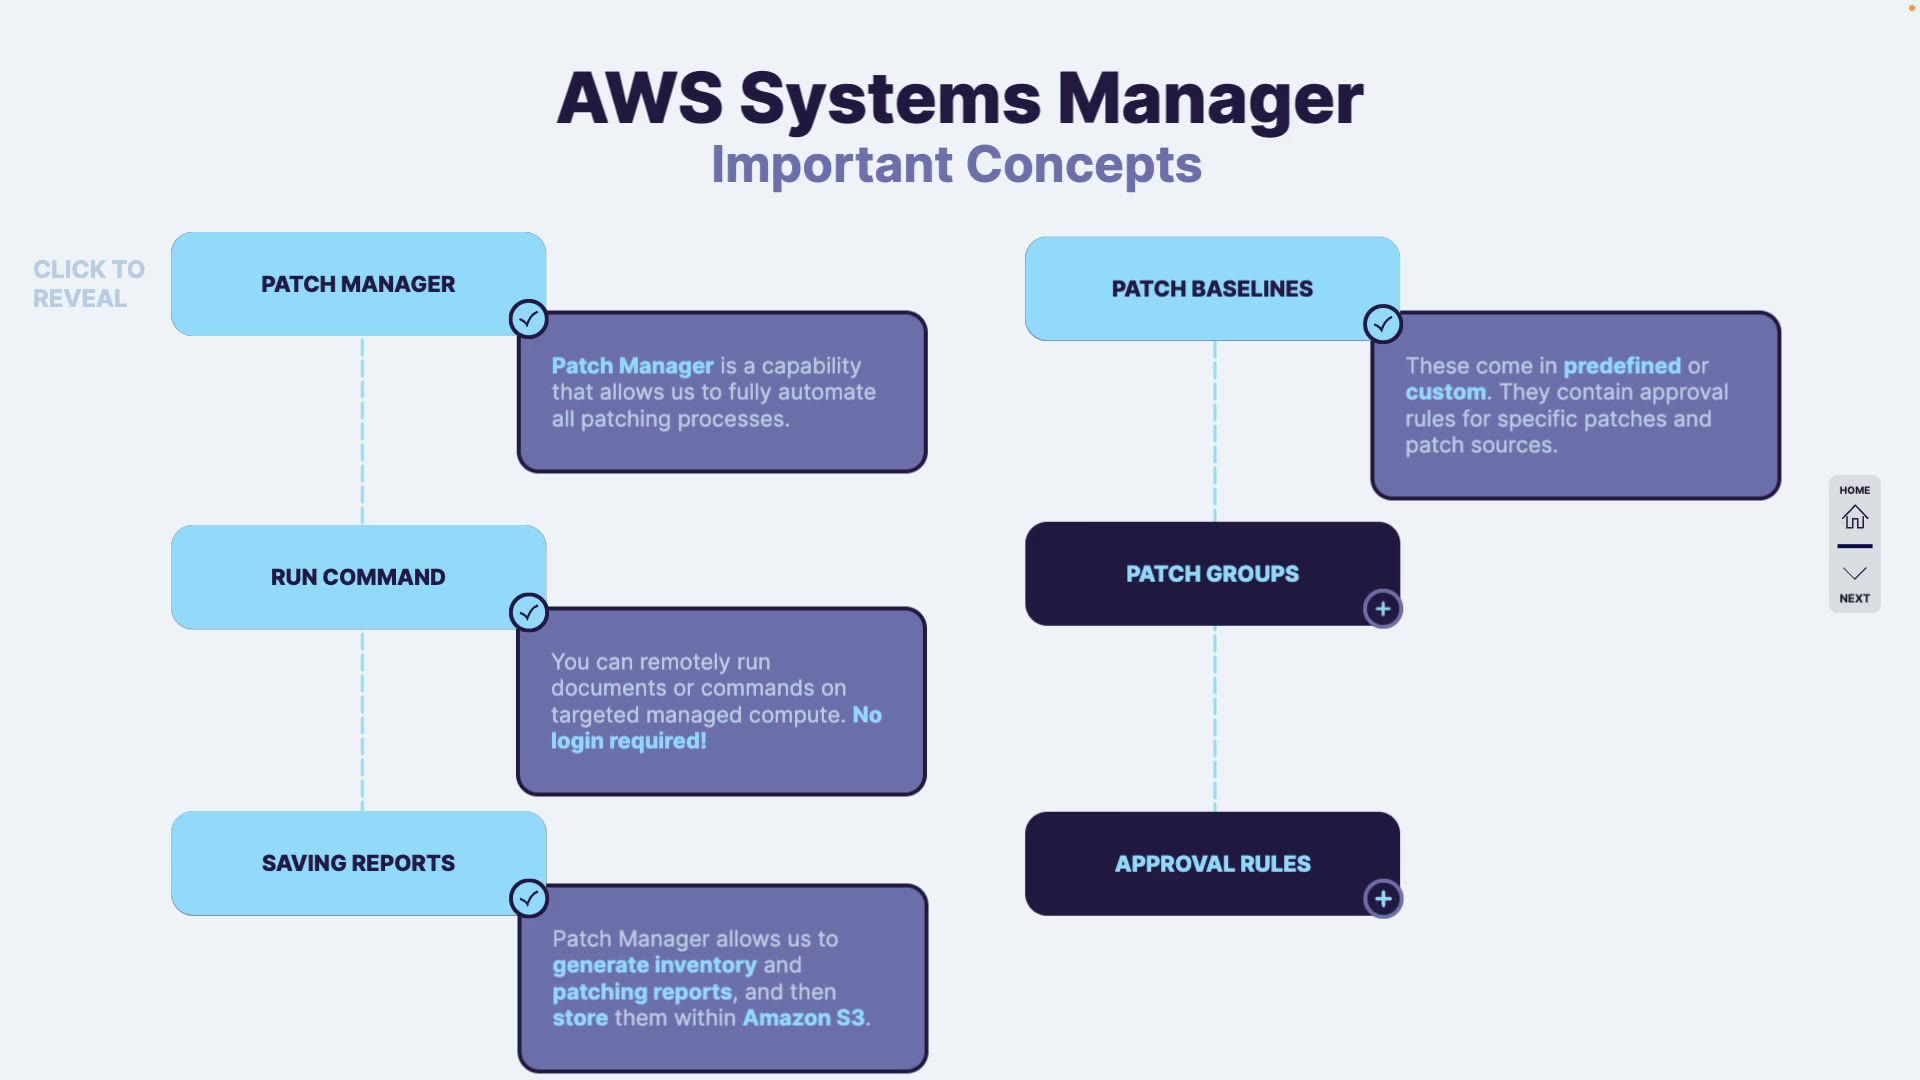 AWS Systems Manager
Important Concepts
CLICK TO
REVEAL
PATCH MANAGER
Patch Manager is a capability
that allows us to fully automate
all patching processes.
RUN COMMAND
You can remotely run
documents or commands on
targeted managed compute. No
login required!
SAVING REPORTS
Patch Manager allows us to
generate inventory and
patching reports, and then
store them within Amazon S3.
PATCH BASELINES
These come in predefined or
custom. They contain approval
rules for specific patches and
patch sources.
PATCH GROUPS
APPROVAL RULES
HOME
NEXT